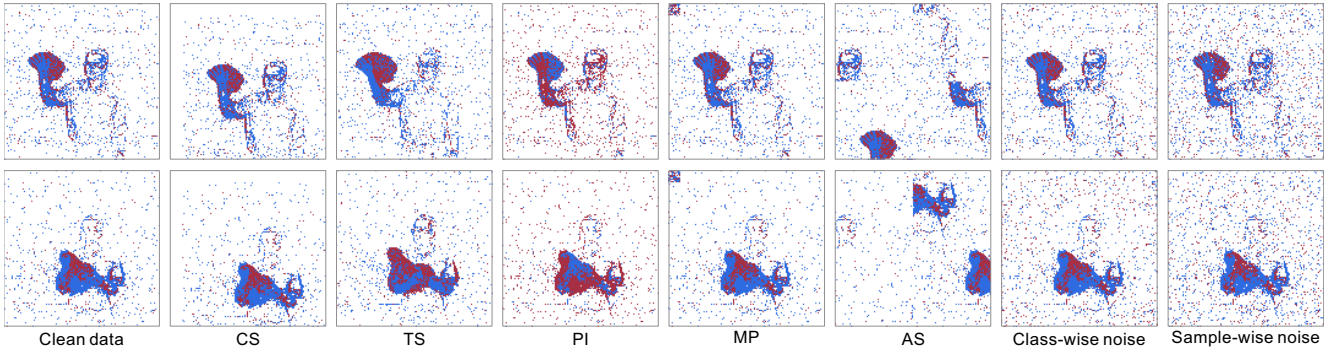 Clean data
CS
TS
PI
MP
AS
Class-wise noise
Sample-wise noise